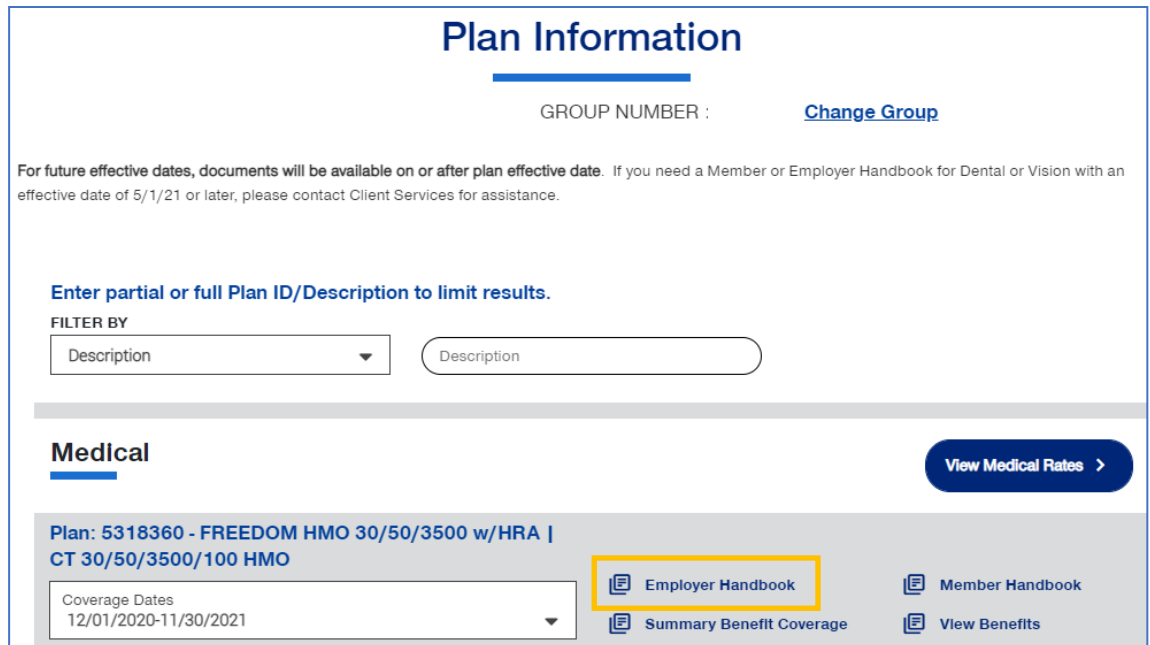 Plan Information
GROUP NUMBER : Change Group
For future effective dates, documents will be available on or after plan effective date. If you need a Member or Employer Handbook for Dental or Vision with an
effective date of 5/1/21 or later, please contact Client Services for assistance.
Enter partial or full Plan ID/Description to limit results.
FILTER BY
Description Description
Medical
View Medical Rates >
Plan: 5318360 - FREEDOM HMO 30/50/3500 w/HRA |
CT 30/50/3500/100 HMO
Employer Handbook Member Handbook
Coverage Dates
12/01/2020-11/30/2021
Summary Benefit Coverage View Benefits